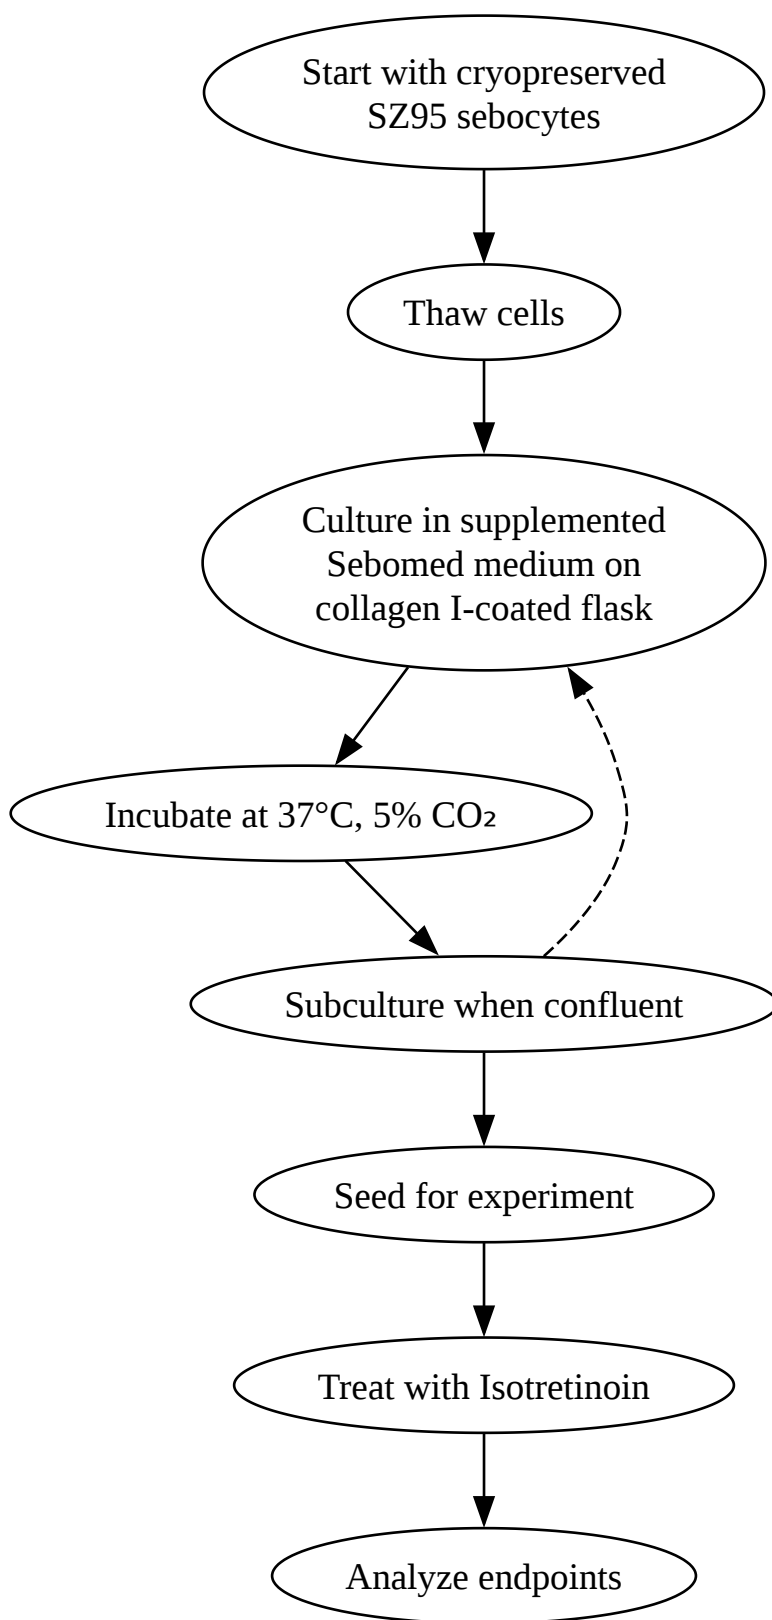 Start with cryopreserved
SZ95 sebocytes
Thaw cells
Culture in supplemented
Sebomed medium on
collagen I-coated flask
Incubate at 37°C, 5% CO₂
Subculture when confluent
Seed for experiment
Treat with Isotretinoin
Analyze endpoints